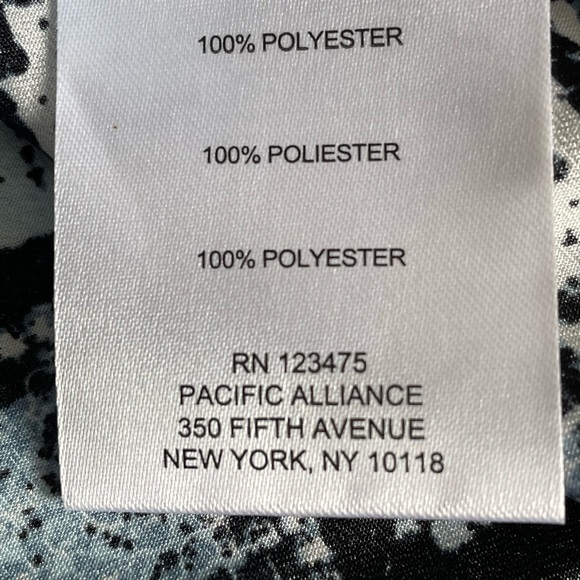 100% POLYESTER
100% POLIESTER
100% POLYESTER
RN 123475
PACIFIC ALLIANCE
350 FIFTH AVENUE
NEW YORK, NY 10118